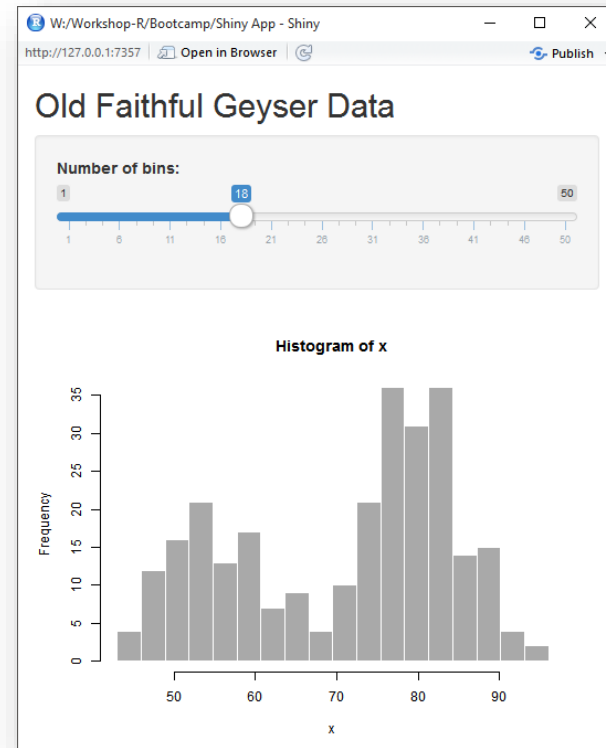 W:/Workshop-R/Bootcamp/Shiny App - Shiny
http://127.0.0.1:7357 Open in Browser Publish
Old Faithful Geyser Data
Number of bins:
1 18 50
1 6 11 16 21 26 31 36 41 46 50
Histogram of x
Frequency
35
30
25
20
15
10
5
0
50 60 70 80 90
x